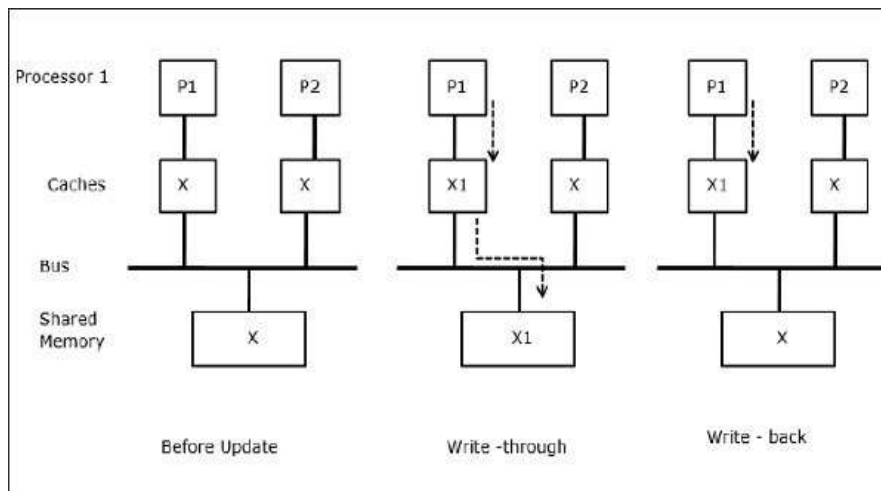 Processor 1
P1
P2
P1
P2
P1
P2
Caches
X
X
X1
X
X1
X
Bus
Shared
Memory
X
X1
X
Before Update
Write -through
Write - back